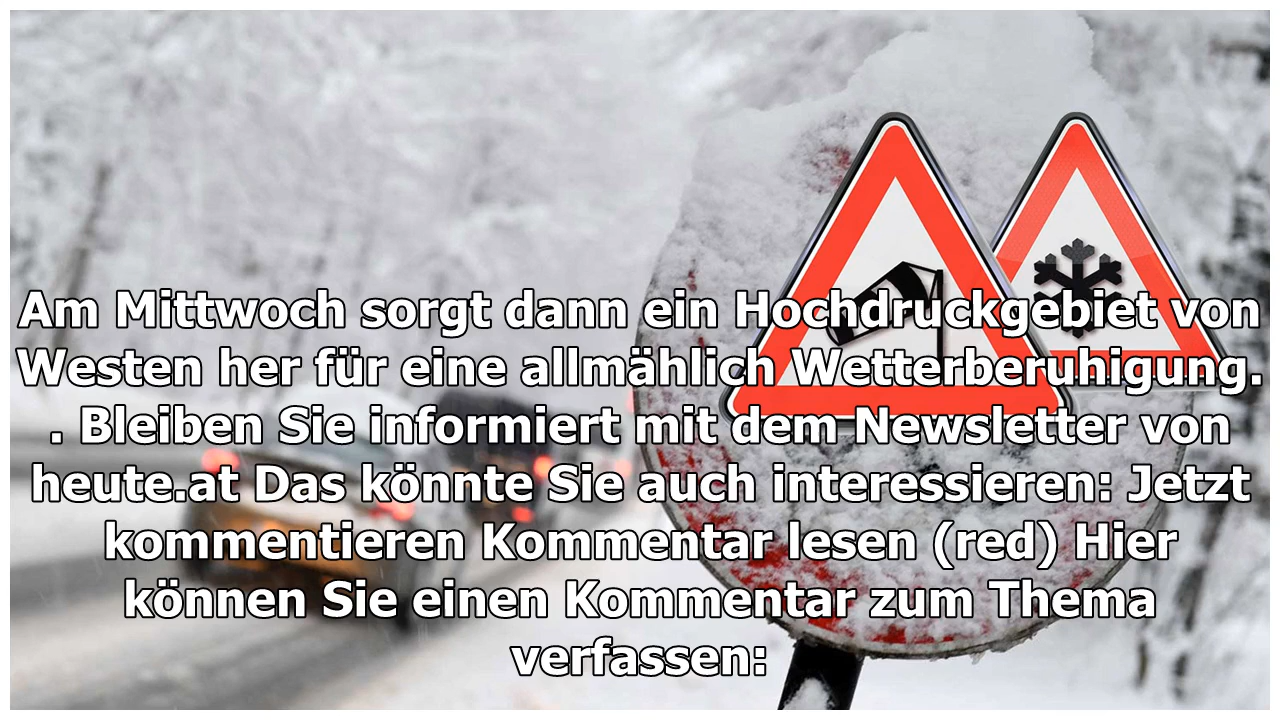 Am Mittwoch sorgt dann ein Hochdruckgebiet von
Westen her für eine allmählich Wetterberuhigung.
. Bleiben Sie informiert mit dem Newsletter von
heute.at Das könnte Sie auch interessieren: Jetzt
kommentieren Kommentar lesen (red) Hier
können Sie einen Kommentar zum Thema
verfassen: